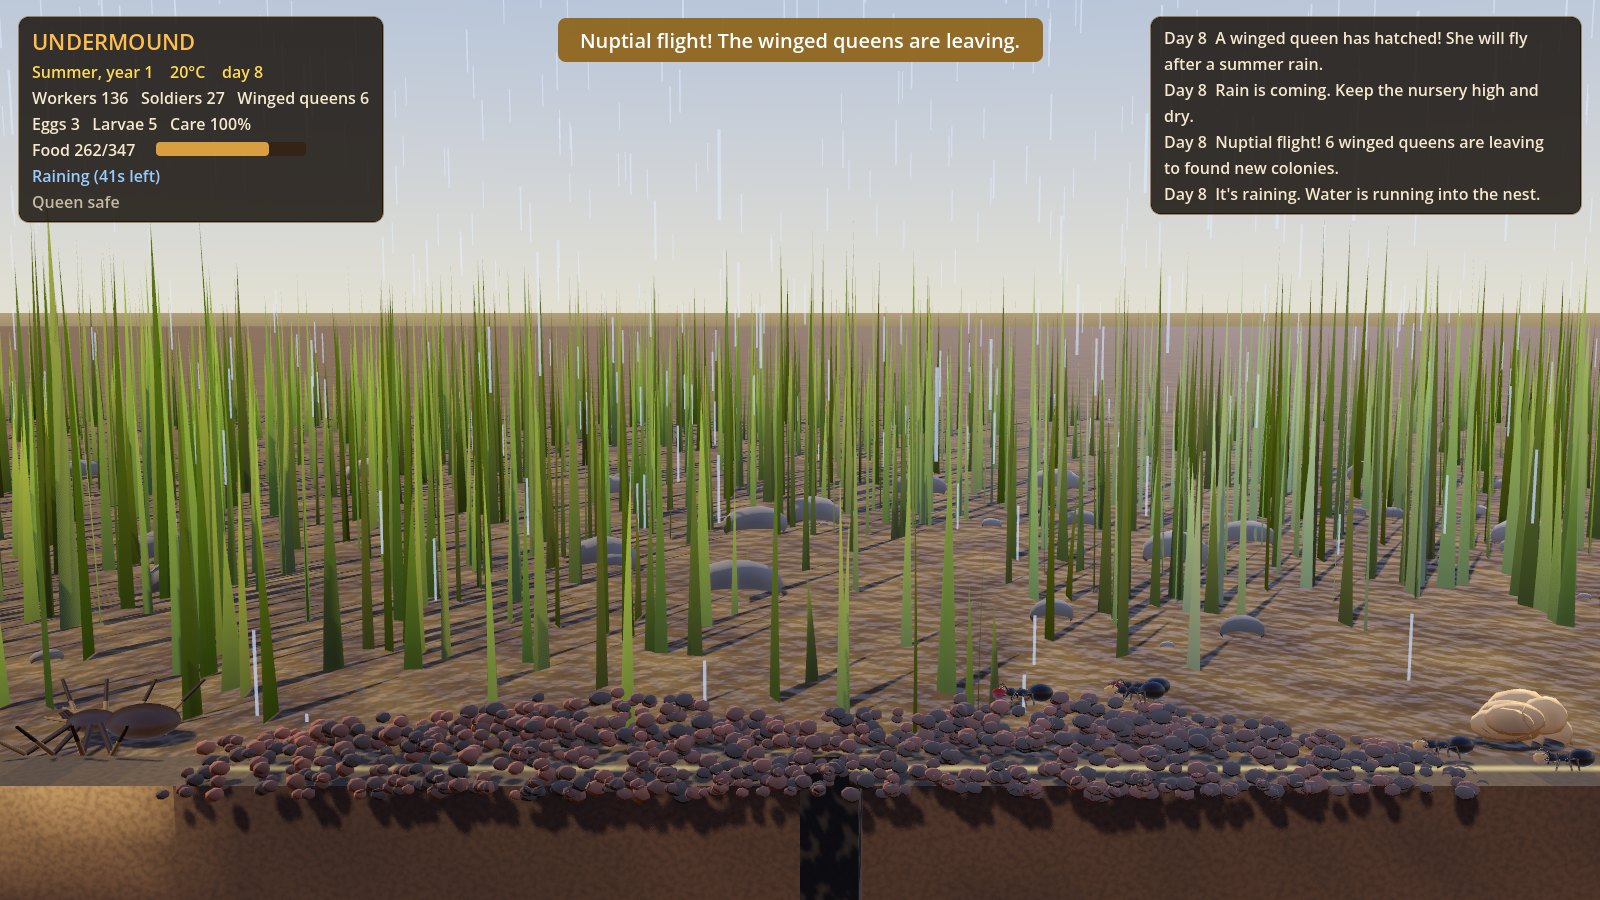 UNDERMOUND
Summer, year 1 20°C day 8
Workers 136 Soldiers 27 Winged queens 6
Eggs 3 Larvae 5 Care 100%
Food 262/347
Raining (41s left)
Queen safe
Nuptial flight! The winged queens are leaving.
Day 8 A winged queen has hatched! She will fly
after a summer rain.
Day 8 Rain is coming. Keep the nursery high and
dry.
Day 8 Nuptial flight! 6 winged queens are leaving
to found new colonies.
Day 8 It's raining. Water is running into the nest.